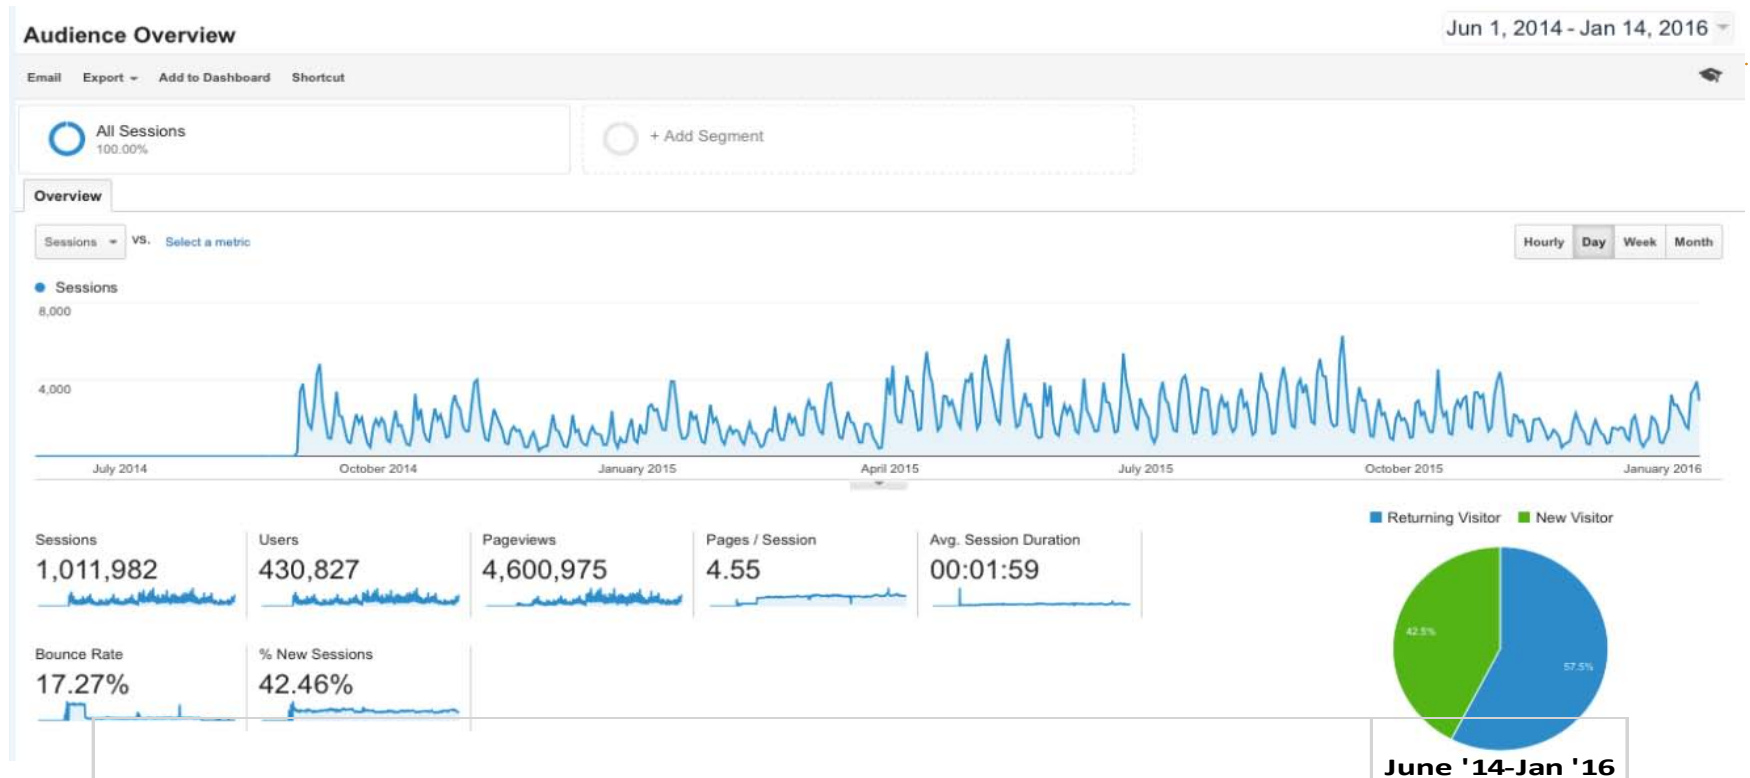 Audience Overview
Jun 1, 2014 - Jan 14, 2016
Email Export Add to Dashboard Shortcut
All Sessions
100.00%
+ Add Segment
Overview
Sessions VS. Select a metric
Hourly Day Week Month
Sessions
8,000
4,000
July 2014 October 2014 January 2015 April 2015 July 2015 October 2015 January 2016
Returning Visitor New Visitor
Sessions Users Pageviews Pages / Session Avg. Session Duration
1,011,982 430,827 4,600,975 4.55 00:01:59
42.5%
57.5%
Bounce Rate % New Sessions
17.27% 42.46%
June '14-Jan '16